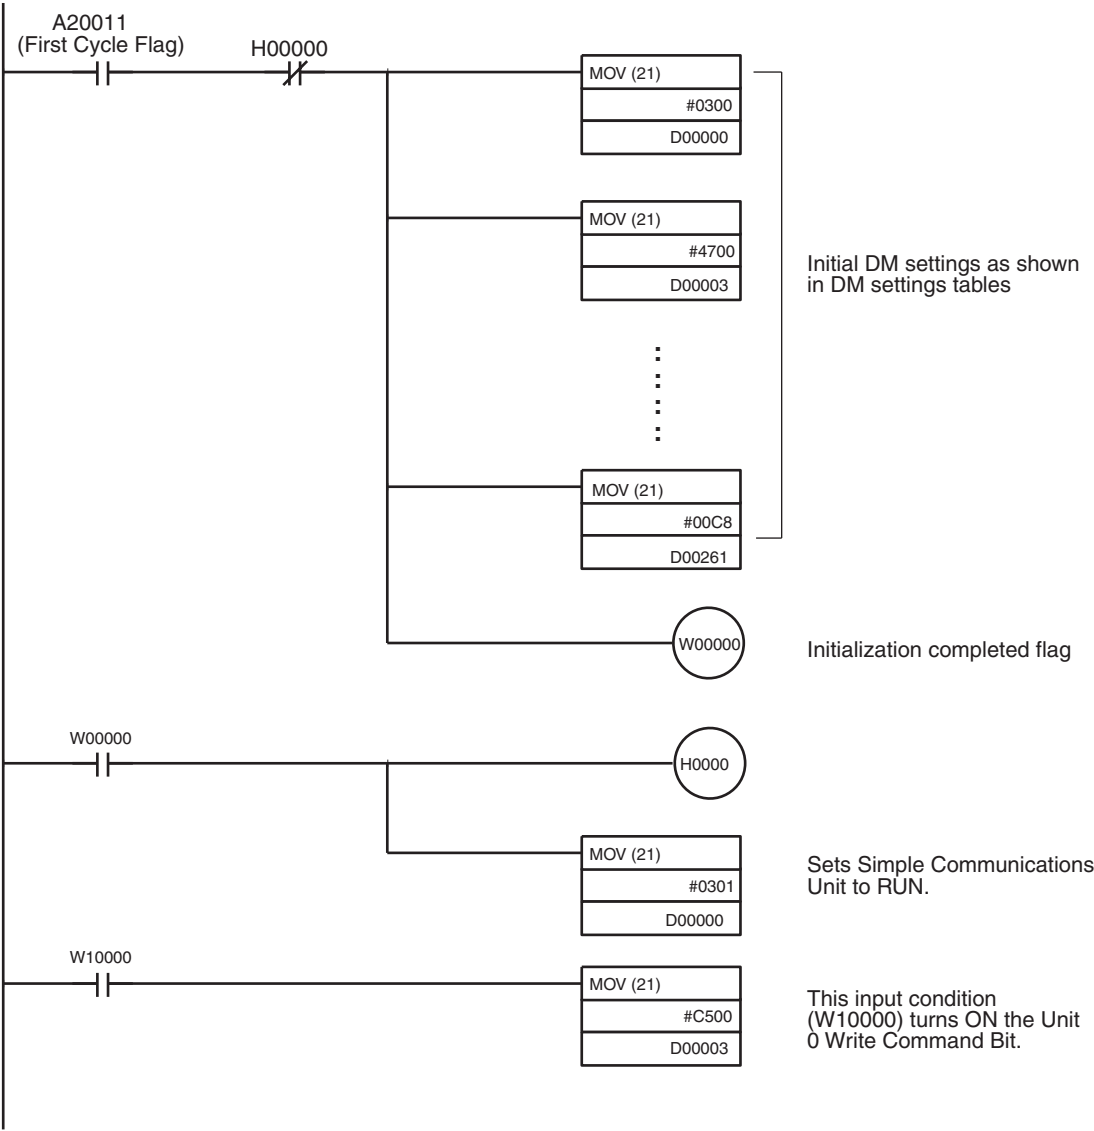 A20011
(First Cycle Flag)
H00000
MOV (21)
#0300
D00000
MOV (21)
#4700
D00003
Initial DM settings as shown
in DM settings tables
MOV (21)
#00C8
D00261
W00000
Initialization completed flag
W00000
H0000
MOV (21)
#0301
D00000
Sets Simple Communications
Unit to RUN.
W10000
MOV (21)
#C500
D00003
This input condition
(W10000) turns ON the Unit
0 Write Command Bit.